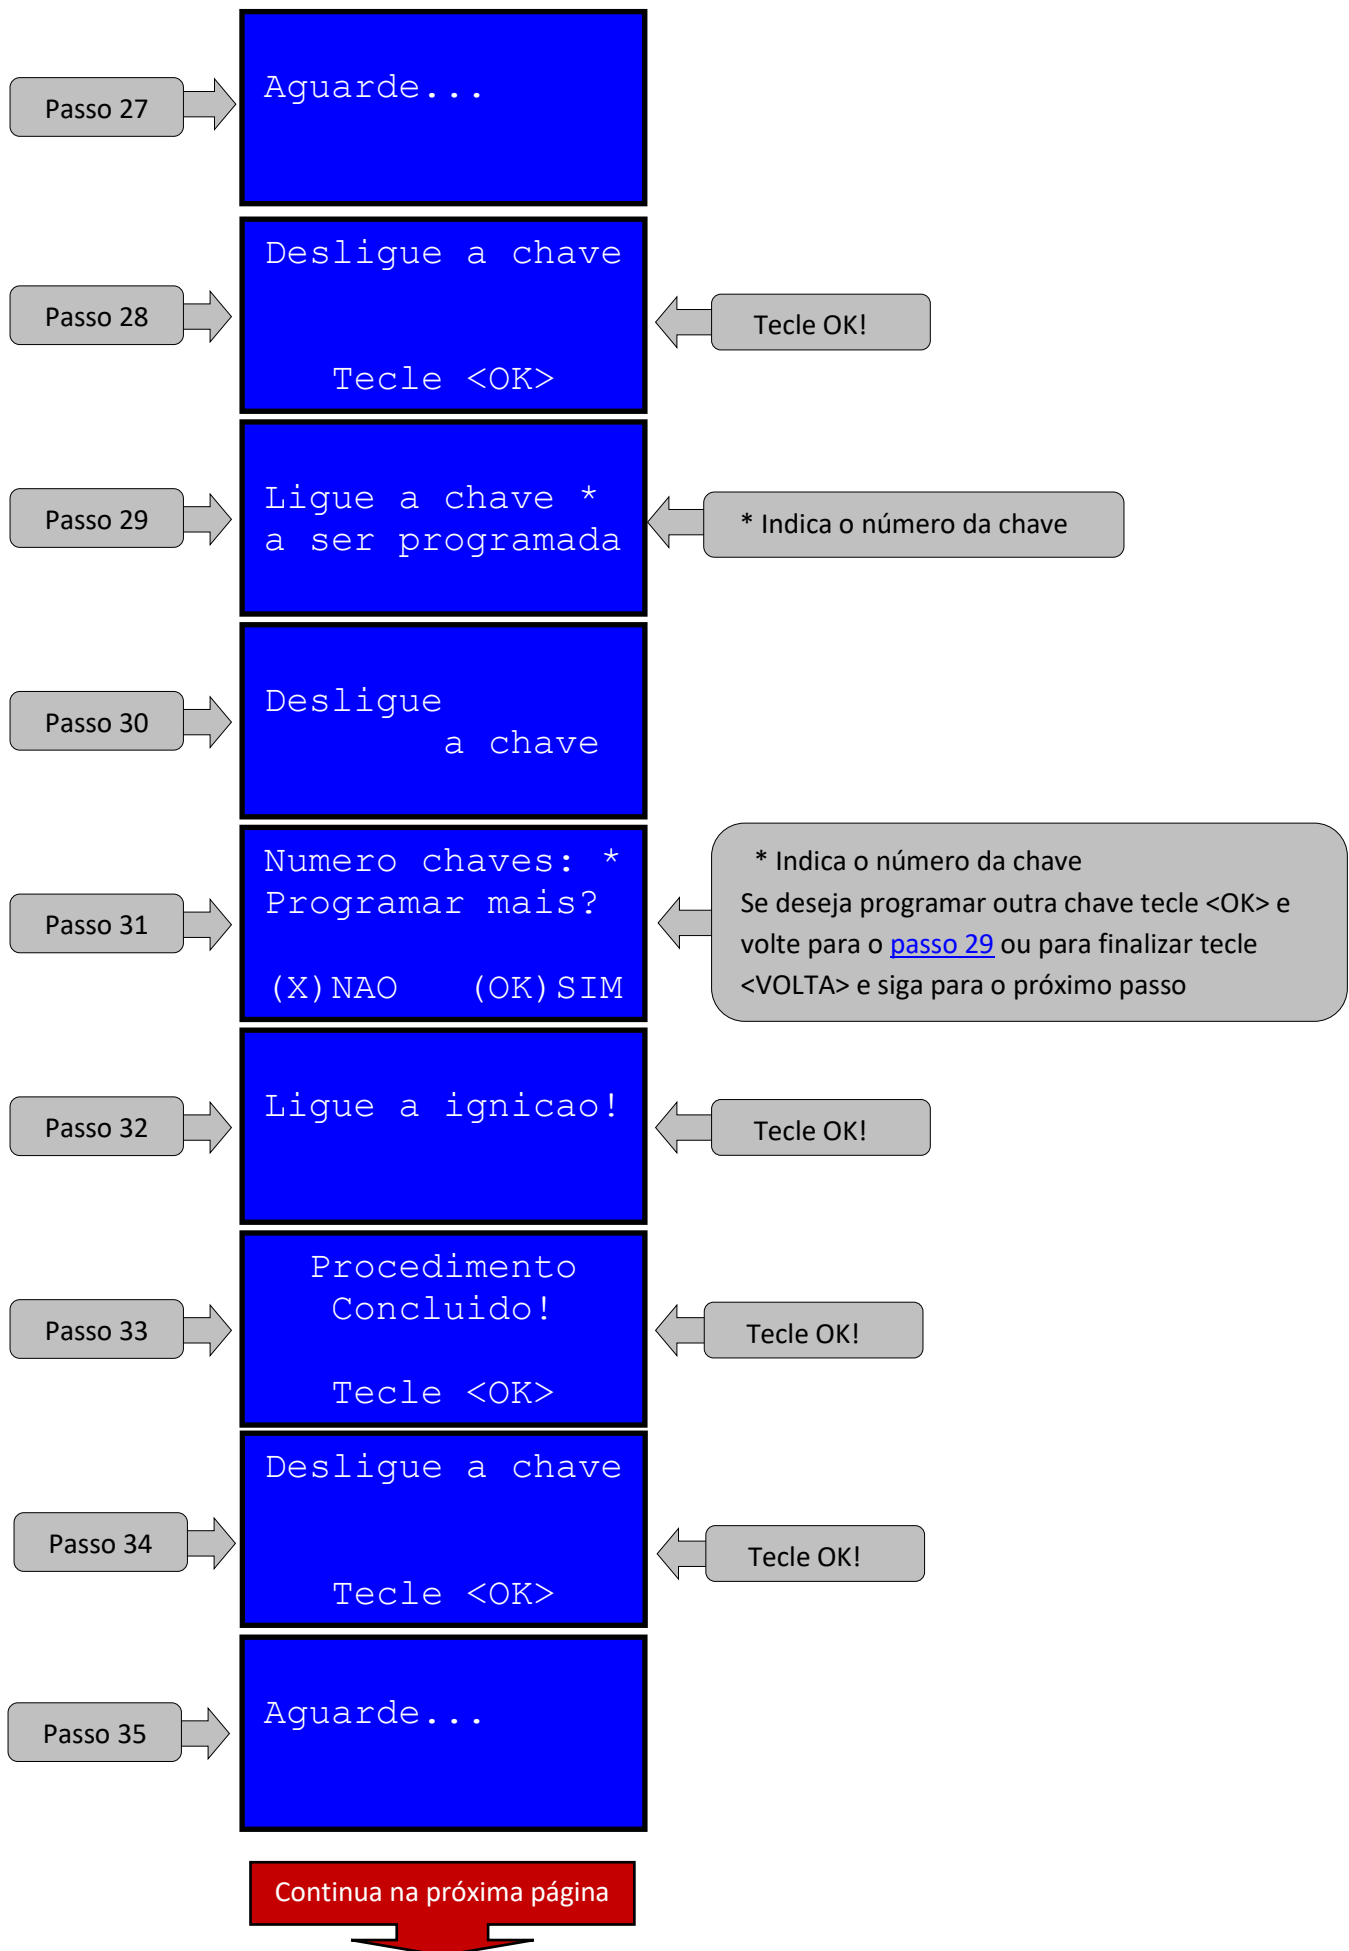 Passo 27
Aguarde...
Passo 28
Desligue a chave
Tecle <OK>
Tecle OK!
Passo 29
Ligue a chave *
a ser programada
* Indica o número da chave
Passo 30
Desligue
a chave
Passo 31
Numero chaves: *
Programar mais?
(X)NAO (OK)SIM
* Indica o número da chave
Se deseja programar outra chave tecle <OK> e
volte para o passo 29 ou para finalizar tecle
<VOLTA> e siga para o próximo passo
Passo 32
Ligue a ignicao!
Tecle OK!
Passo 33
Procedimento
Concluido!
Tecle <OK>
Tecle OK!
Passo 34
Desligue a chave
Tecle <OK>
Tecle OK!
Passo 35
Aguarde...
Continua na próxima página